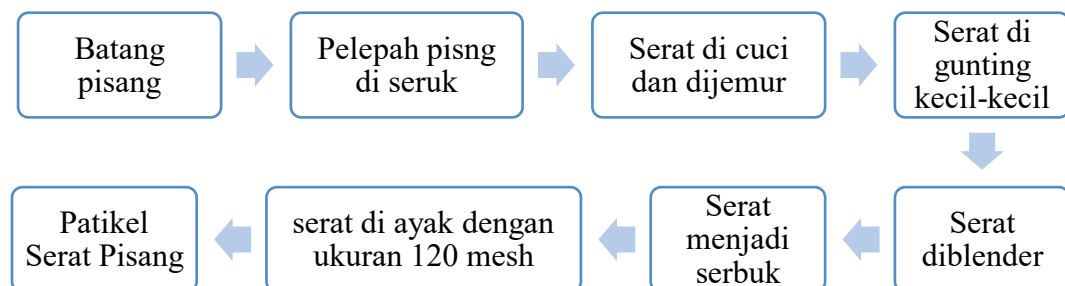 Batang
pisang
Pelepah pisng
di seruk
Serat di cuci
dan dijemur
Serat di
gunting
kecil-kecil
Serat
diblender
Serat
menjadi
serbuk
serat di ayak dengan
ukuran 120 mesh
Patikel
Serat Pisang